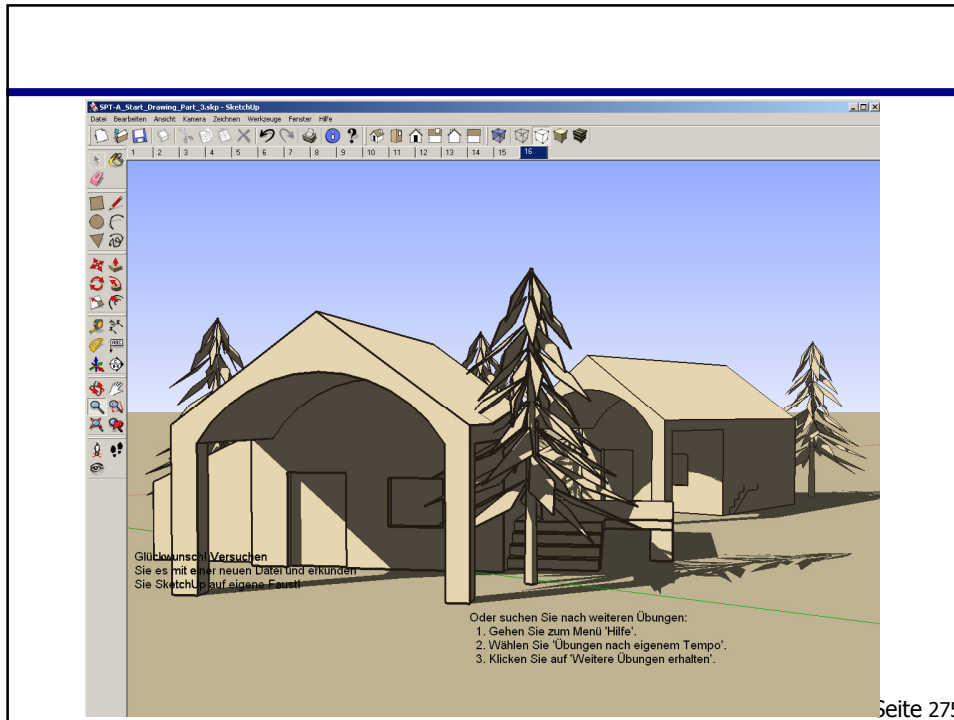 SPT-A_Start_Drawing_Part_3.skp - SketchUp
Datei Bearbeiten Ansicht Kamera Zeichnen Werkzeuge Fenster Hilfe
1 2 3 4 5 6 7 8 9 10 11 12 13 14 15 16
ABC
Glückwunsch! Versuchen
Sie es mit einer neuen Datei und erkunden
Sie SketchUp auf eigene Faust!
Oder suchen Sie nach weiteren Übungen:
1. Gehen Sie zum Menü 'Hilfe'.
2. Wählen Sie 'Übungen nach eigenem Tempo'.
3. Klicken Sie auf 'Weitere Übungen erhalten'.
Seite 275